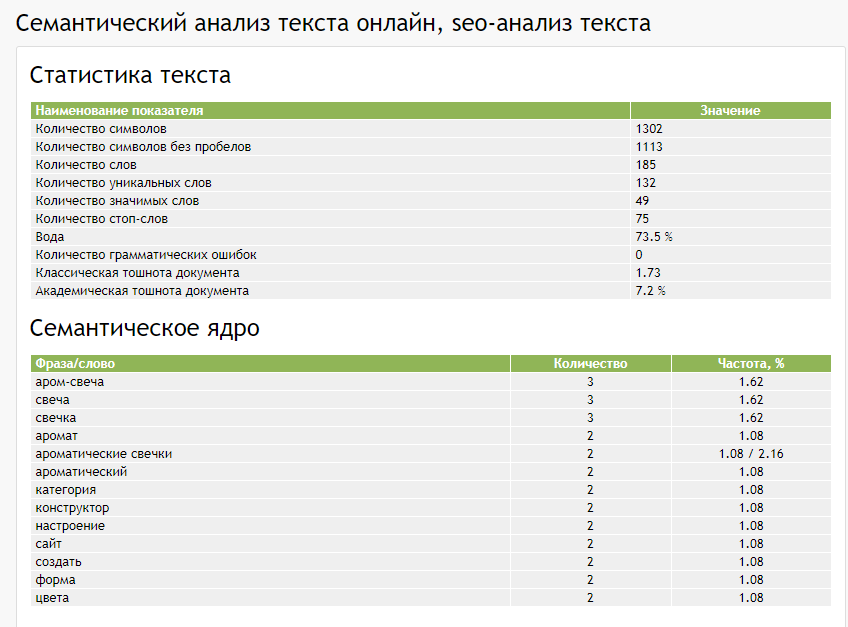 Семантический анализ текста онлайн, seo-анализ текста
Статистика текста
Наименование показателя Значение
Количество символов 1302
Количество символов без пробелов 1113
Количество слов 185
Количество уникальных слов 132
Количество значимых слов 49
Количество стоп-слов 75
Вода 73.5 %
Количество грамматических ошибок 0
Классическая тошнота документа 1.73
Академическая тошнота документа 7.2 %
Семантическое ядро
Фраза/слово Количество Частота, %
аром-свеча 3 1.62
свеча 3 1.62
свечка 3 1.62
аромат 2 1.08
ароматические свечки 2 1.08 / 2.16
ароматический 2 1.08
категория 2 1.08
конструктор 2 1.08
настроение 2 1.08
сайт 2 1.08
создать 2 1.08
форма 2 1.08
цвета 2 1.08